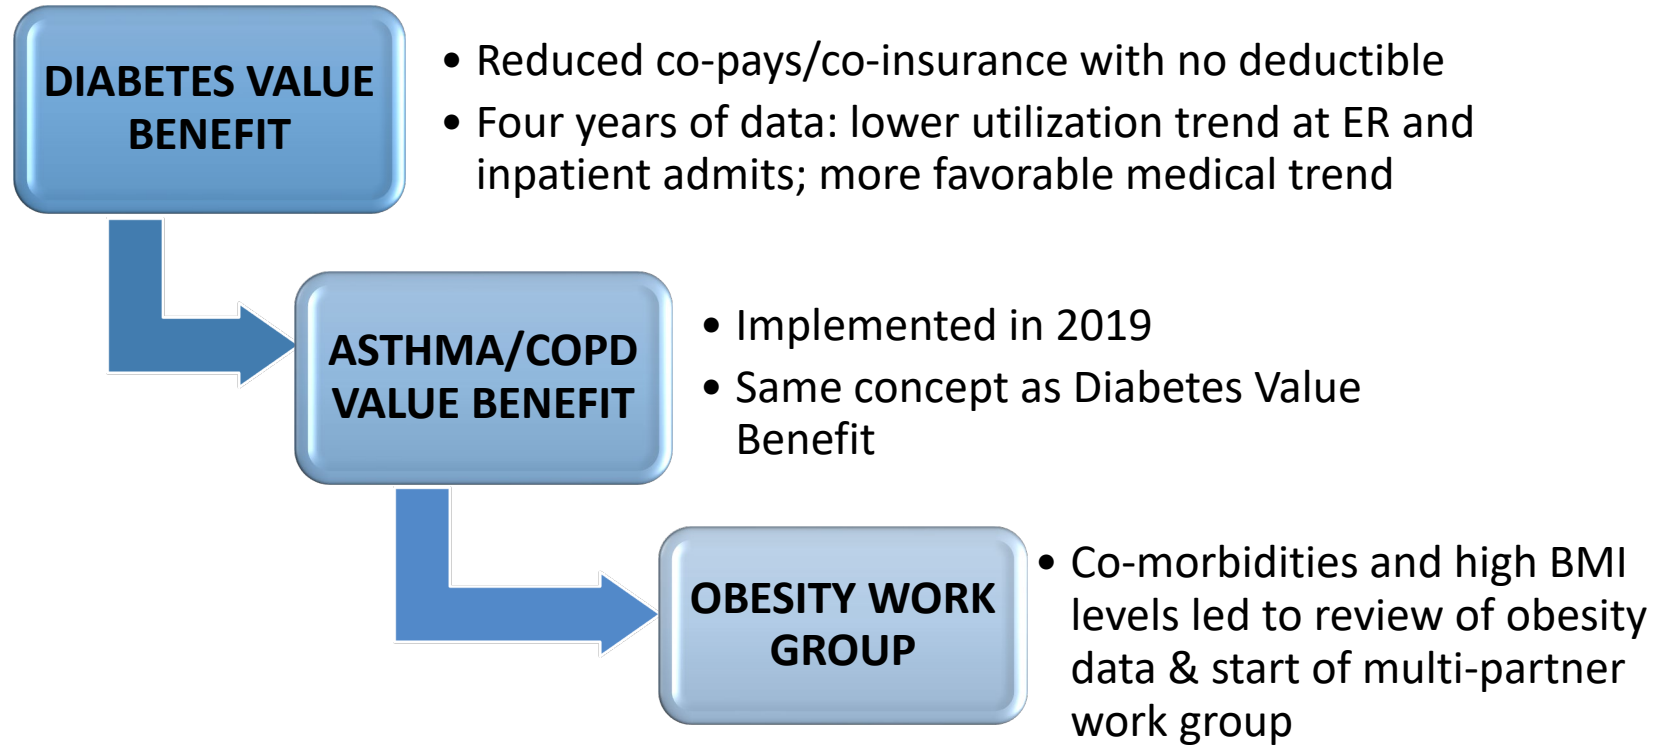 DIABETES VALUE
BENEFIT
• Reduced co-pays/co-insurance with no deductible
• Four years of data: lower utilization trend at ER and
inpatient admits; more favorable medical trend
ASTHMA/COPD
VALUE BENEFIT
• Implemented in 2019
• Same concept as Diabetes Value
Benefit
OBESITY WORK
GROUP
• Co-morbidities and high BMI
levels led to review of obesity
data & start of multi-partner
work group